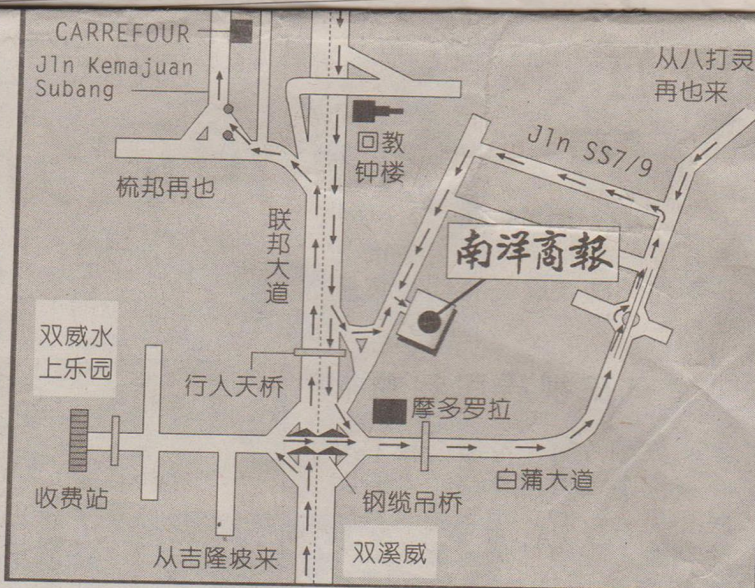 CARREFOUR
Jln Kemajuan
Subang
从八打灵
再也来
回教
钟楼
Jln SS7/9
梳邦再也
联邦大道
南洋商報
双威水
上乐园
行人天桥
摩多罗拉
收费站
钢缆吊桥
白蒲大道
从吉隆坡来
双溪威